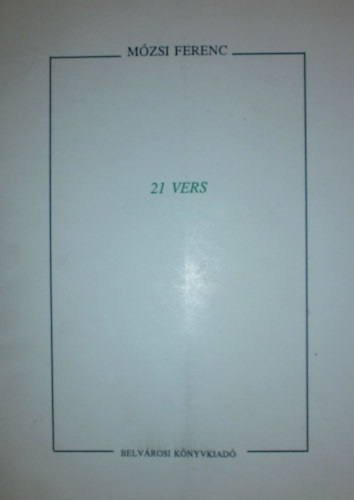 MÓZSI FERENC
21 VERS
BELVÁROSI KÖNYVKIADÓ